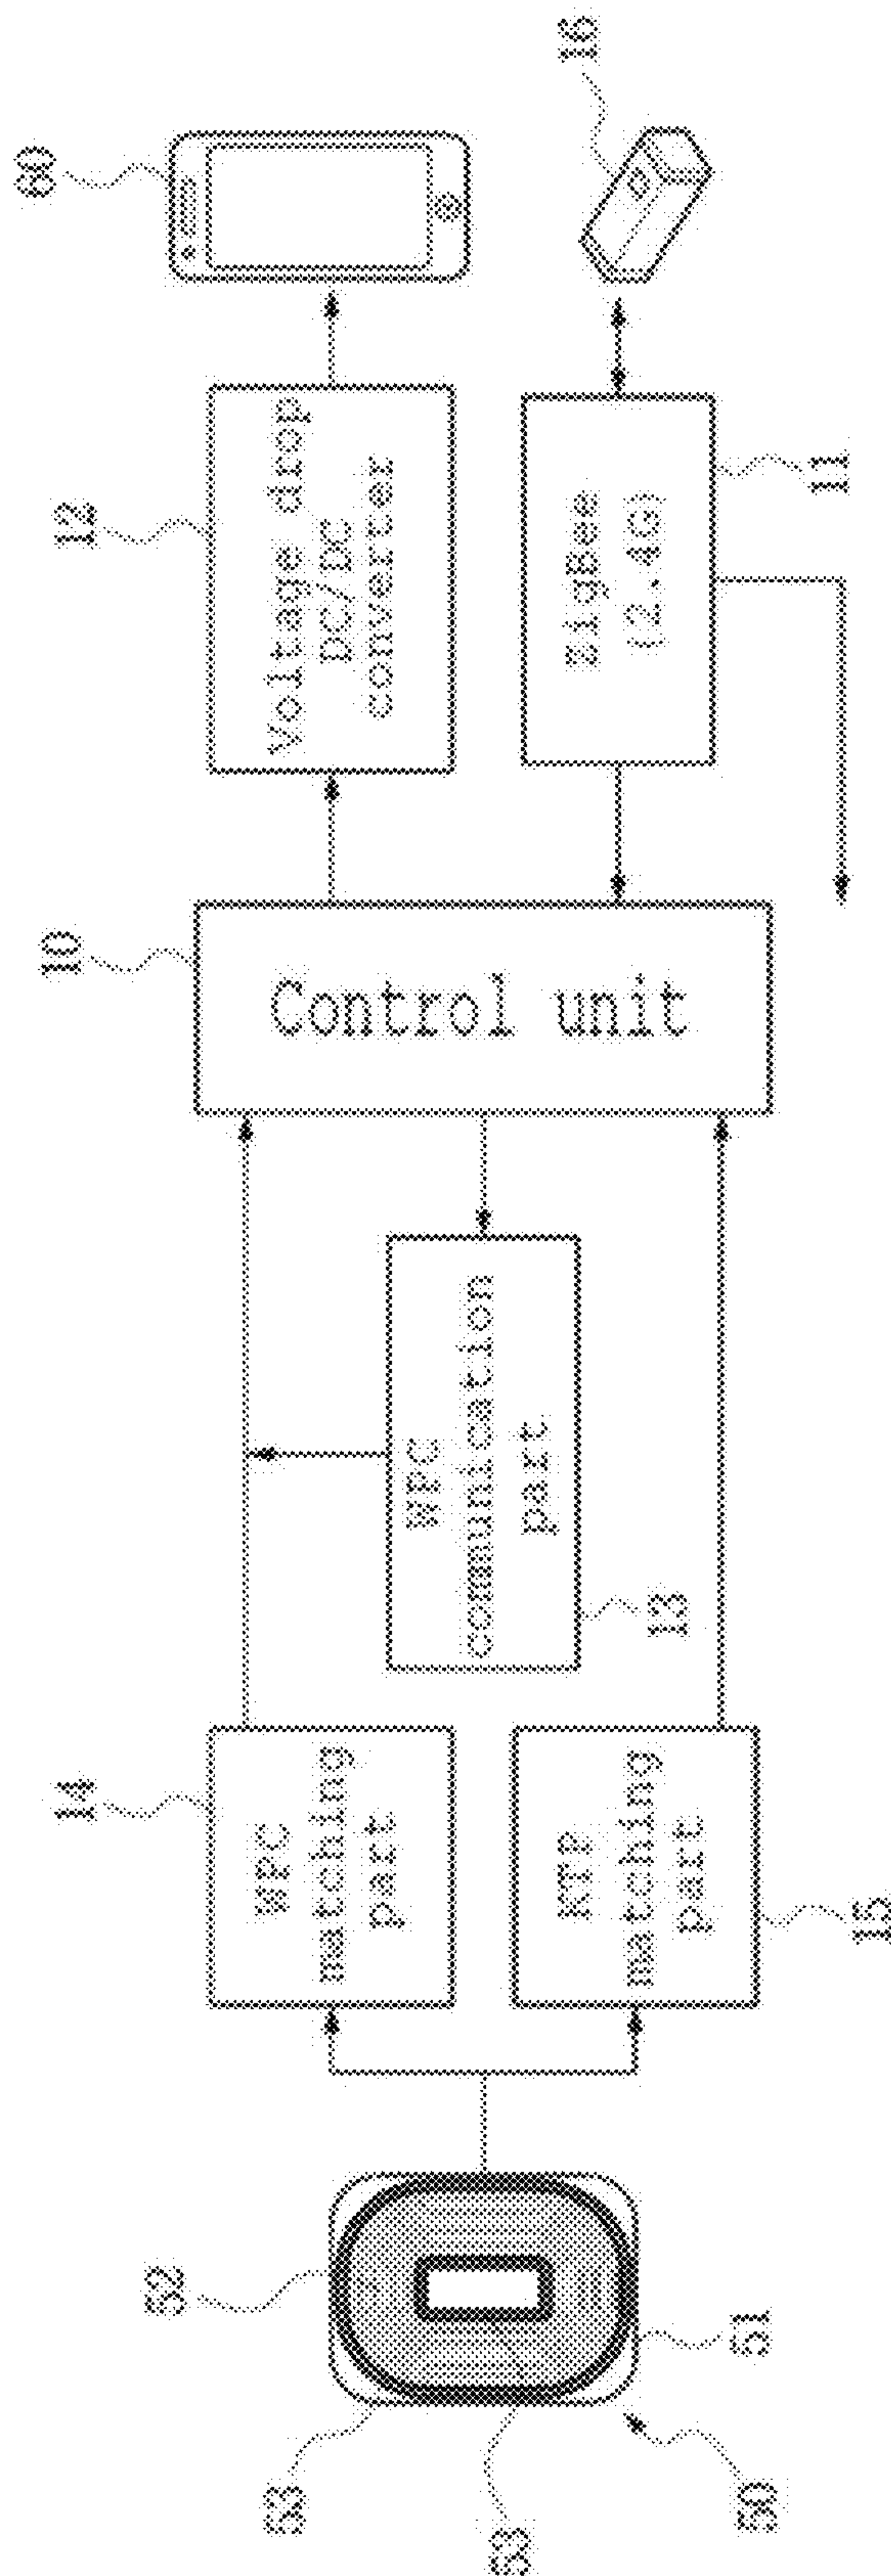 53
52
14
10
12
60
WPC
matching
part
Voltage drop
DC/DC
converter
WPC
communication
part
13
Control unit
KTP
matching
part
ZigBee
(2.4G)
16
53
50
51
15
11